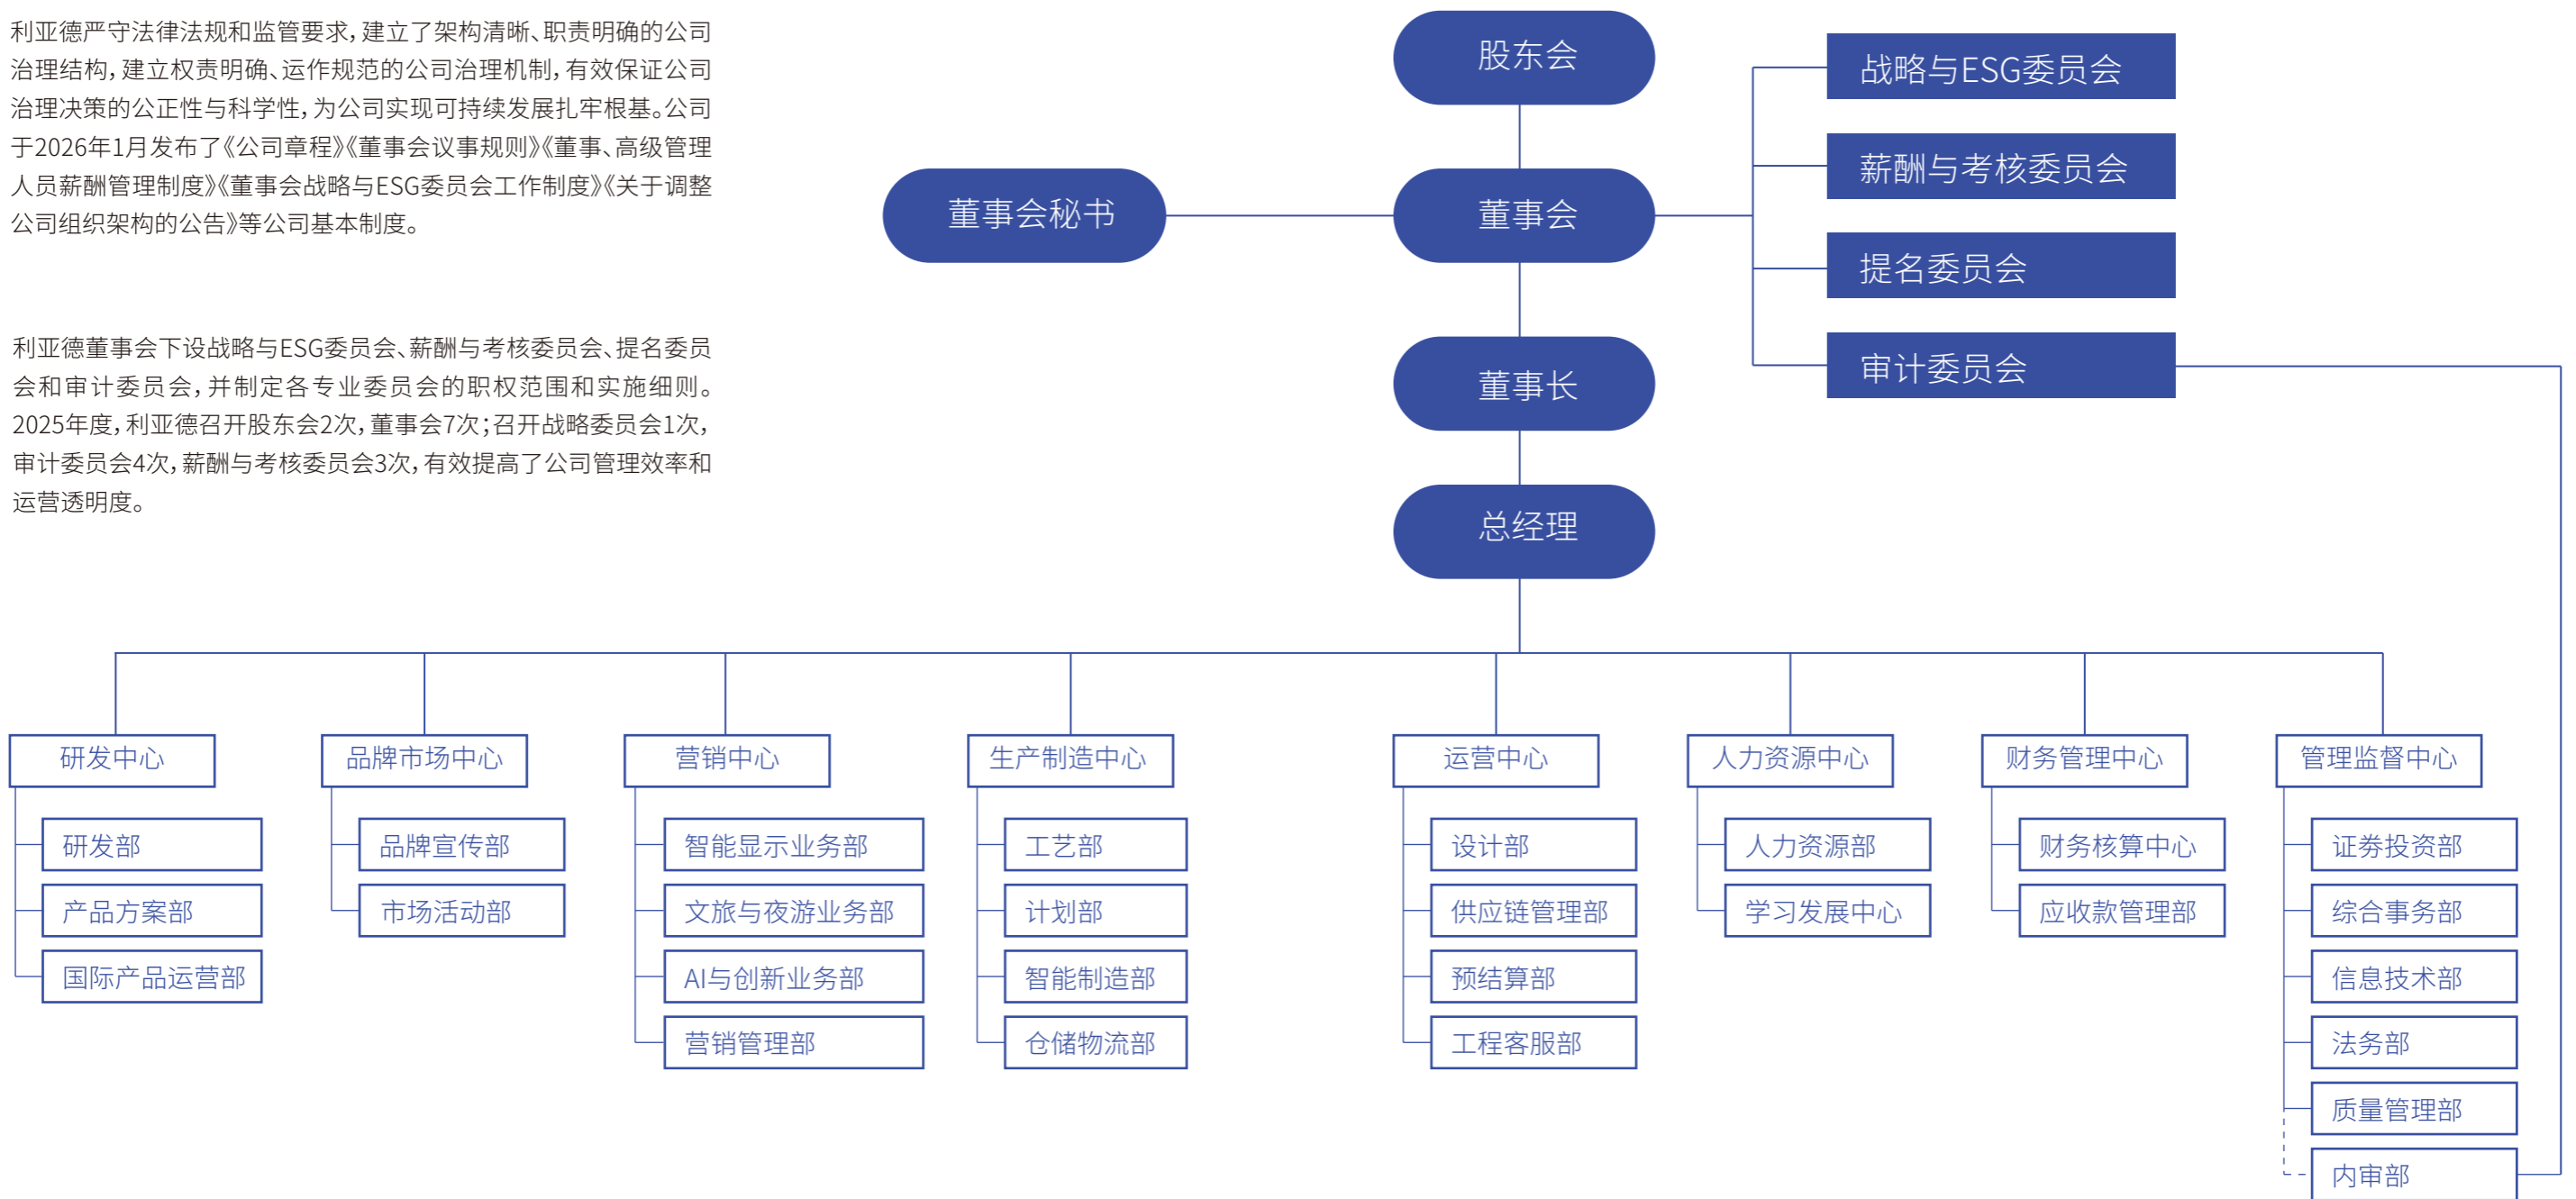 利亚德严守法律法规和监管要求，建立了架构清晰、职责明确的公司
治理结构，建立权责明确、运作规范的公司治理机制，有效保证公司
治理决策的公正性与科学性，为公司实现可持续发展扎牢根基。公司
于2026年1月发布了《公司章程》《董事会议事规则》《董事、高级管理
人员薪酬管理制度》《董事会战略与ESG委员会工作制度》《关于调整
公司组织架构的公告》等公司基本制度。
利亚德董事会下设战略与ESG委员会、薪酬与考核委员会、提名委员
会和审计委员会，并制定各专业委员会的职权范围和实施细则。
2025年度，利亚德召开股东会2次，董事会7次；召开战略委员会1次，
审计委员会4次，薪酬与考核委员会3次，有效提高了公司管理效率和
运营透明度。
股东会
董事会秘书
董事会
董事长
总经理
战略与ESG委员会
薪酬与考核委员会
提名委员会
审计委员会
研发中心
研发部
产品方案部
国际产品运营部
品牌市场中心
品牌宣传部
市场活动部
营销中心
智能显示业务部
文旅与夜游业务部
AI与创新业务部
营销管理部
生产制造中心
工艺部
计划部
智能制造部
仓储物流部
运营中心
设计部
供应链管理部
预结算部
工程客服部
人力资源中心
人力资源部
学习发展中心
财务管理中心
财务核算中心
应收款管理部
管理监督中心
证券投资部
综合事务部
信息技术部
法务部
质量管理部
内审部